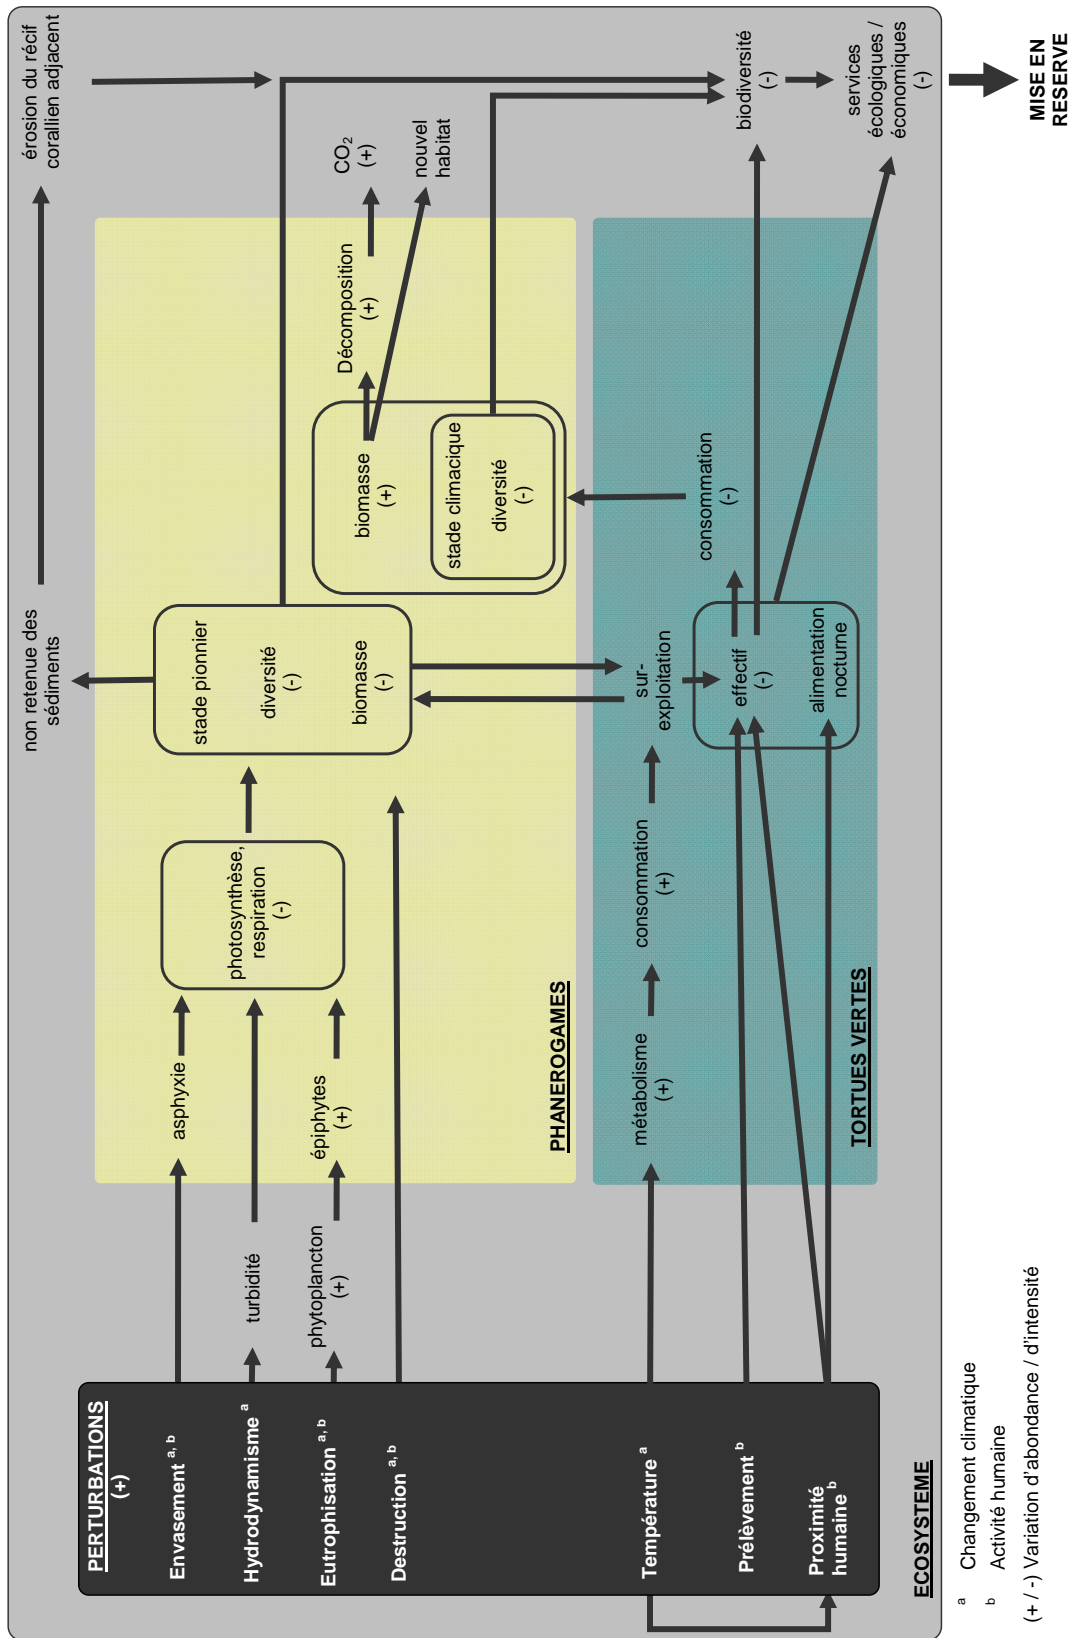 PERTURBATIONS
(+)
Envasement a, b
Hydrodynamisme a
Eutrophisation a, b
Destruction a, b
Température a
Prélèvement b
Proximité
humaine b
ECOSYSTEME
turbidité
phytoplancton
(+)
PHANEROGAMES
asphyxie
épiphytes
(+)
photosynthèse,
respiration
(-)
stade pionnier
diversité
(-)
biomasse
(-)
biomasse
(+)
stade climacique
diversité
(-)
Décomposition
(+)
CO2
(+)
nouvel
habitat
non retenue des
sédiments
érosion du récif
corallien adjacent
TORTUES VERTES
métabolisme
(+)
consommation
(+)
sur-
exploitation
effectif
(-)
alimentation
nocturne
consommation
(-)
biodiversité
(-)
services
écologiques /
économiques
(-)
MISE EN
RESERVE
a Changement climatique
b Activité humaine
(+ / -) Variation d'abondance / d'intensité